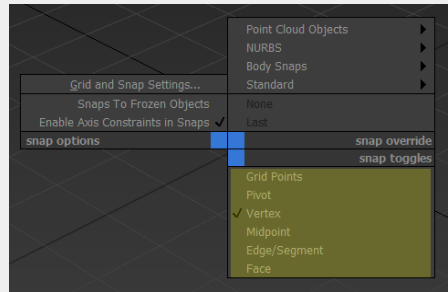 Point Cloud Objects
NURBS
Body Snaps
Grid and Snap Settings... Standard
Snaps To Frozen Objects None
Enable Axis Constraints in Snaps ✓ Last
snap options snap override
snap toggles
Grid Points
Pivot
✓ Vertex
Midpoint
Edge/Segment
Face